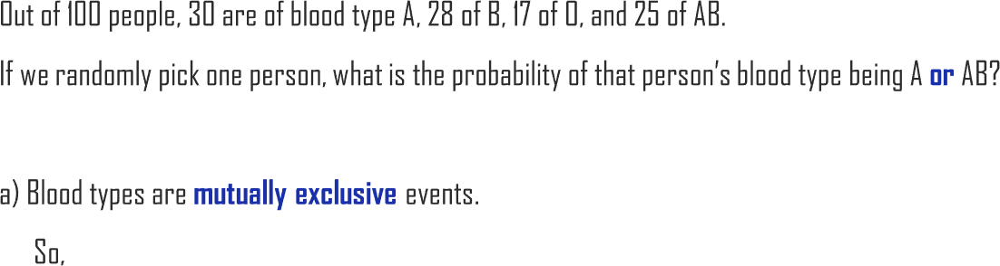 Out of 100 people, 30 are of blood type A, 28 of B, 17 of O, and 25 of AB.
If we randomly pick one person, what is the probability of that person's blood type being A or AB?
a) Blood types are mutually exclusive events.
So,